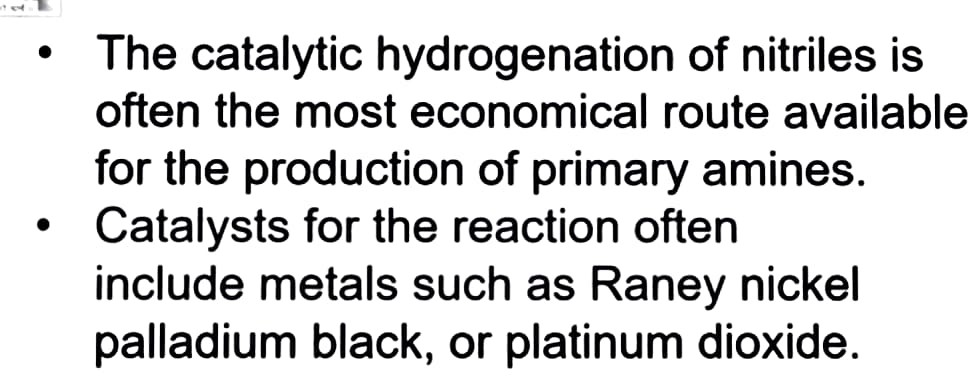 • The catalytic hydrogenation of nitriles is
often the most economical route available
for the production of primary amines.
• Catalysts for the reaction often
include metals such as Raney nickel
palladium black, or platinum dioxide.